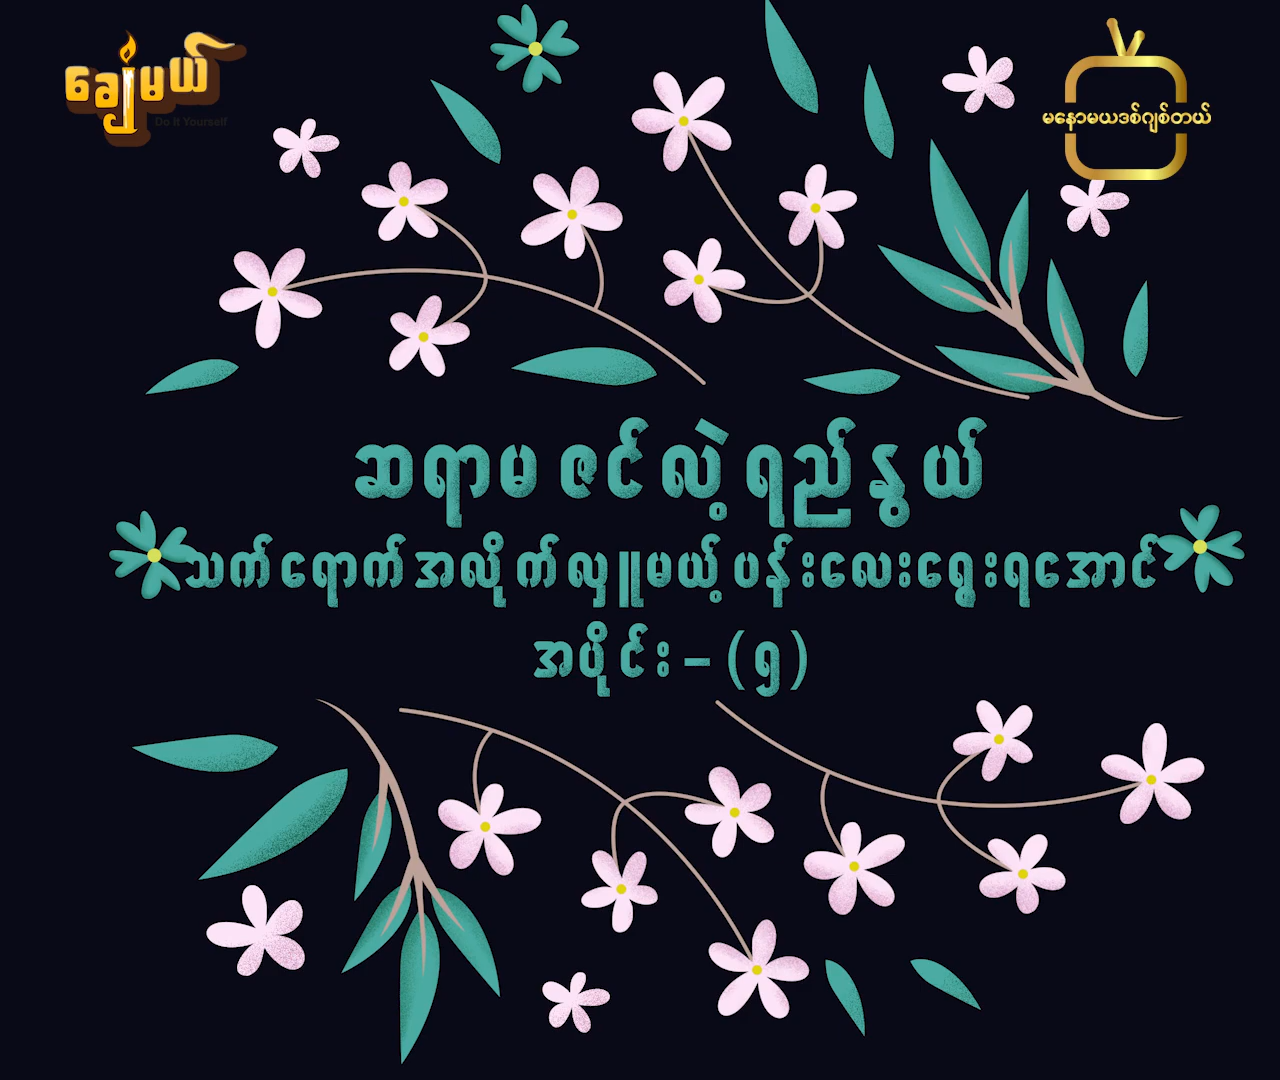 ချေမယ်
Do It Yourself
မနောမယဒစ်ဂျစ်တယ်
ဆရာမ ဇင်လဲ့ ရည်နွယ်
သက်ရောက်အလိုက်လှူမယ့်ပန်းလေးရွေးရအောင်
အပိုင်း - (၅)